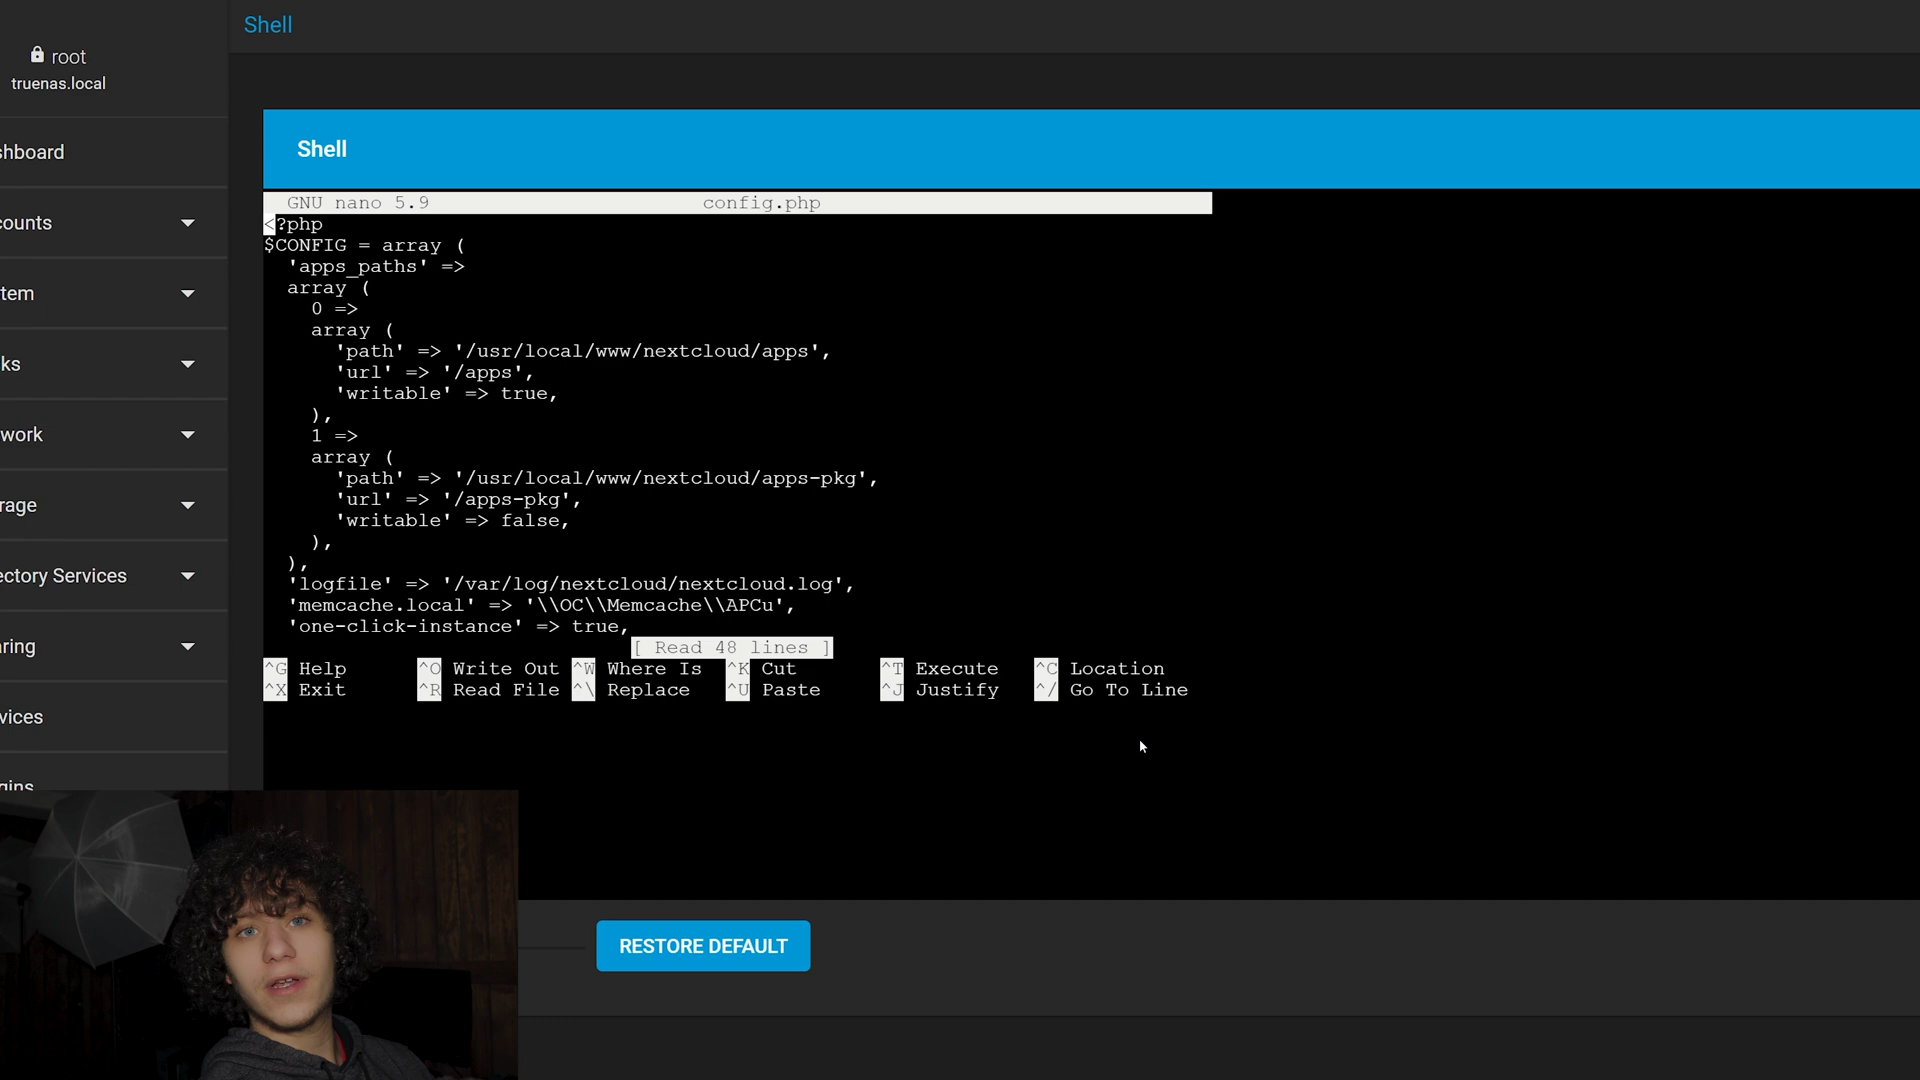 Shell
root
truenas.local
shboard
counts
tem
ks
work
rage
ectory Services
ring
vices
gins
Shell
GNU nano 5.9 config.php
<?php
$CONFIG = array (
'apps_paths' =>
array (
0 =>
array (
'path' => '/usr/local/www/nextcloud/apps',
'url' => '/apps',
'writable' => true,
),
1 =>
array (
'path' => '/usr/local/www/nextcloud/apps-pkg',
'url' => '/apps-pkg',
'writable' => false,
),
),
'logfile' => '/var/log/nextcloud/nextcloud.log',
'memcache.local' => '\\OC\\Memcache\\APCu',
'one-click-instance' => true,
[ Read 48 lines ]
^G Help ^O Write Out ^W Where Is ^K Cut ^T Execute ^C Location
^X Exit ^R Read File ^\ Replace ^U Paste ^J Justify ^/ Go To Line
RESTORE DEFAULT